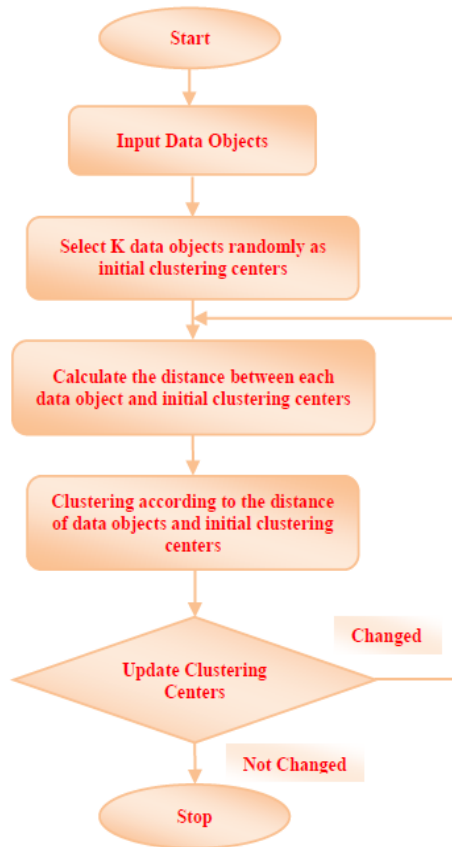 Start
Input Data Objects
Select K data objects randomly as
initial clustering centers
Calculate the distance between each
data object and initial clustering centers
Clustering according to the distance
of data objects and initial clustering
centers
Changed
Update Clustering
Centers
Not Changed
Stop